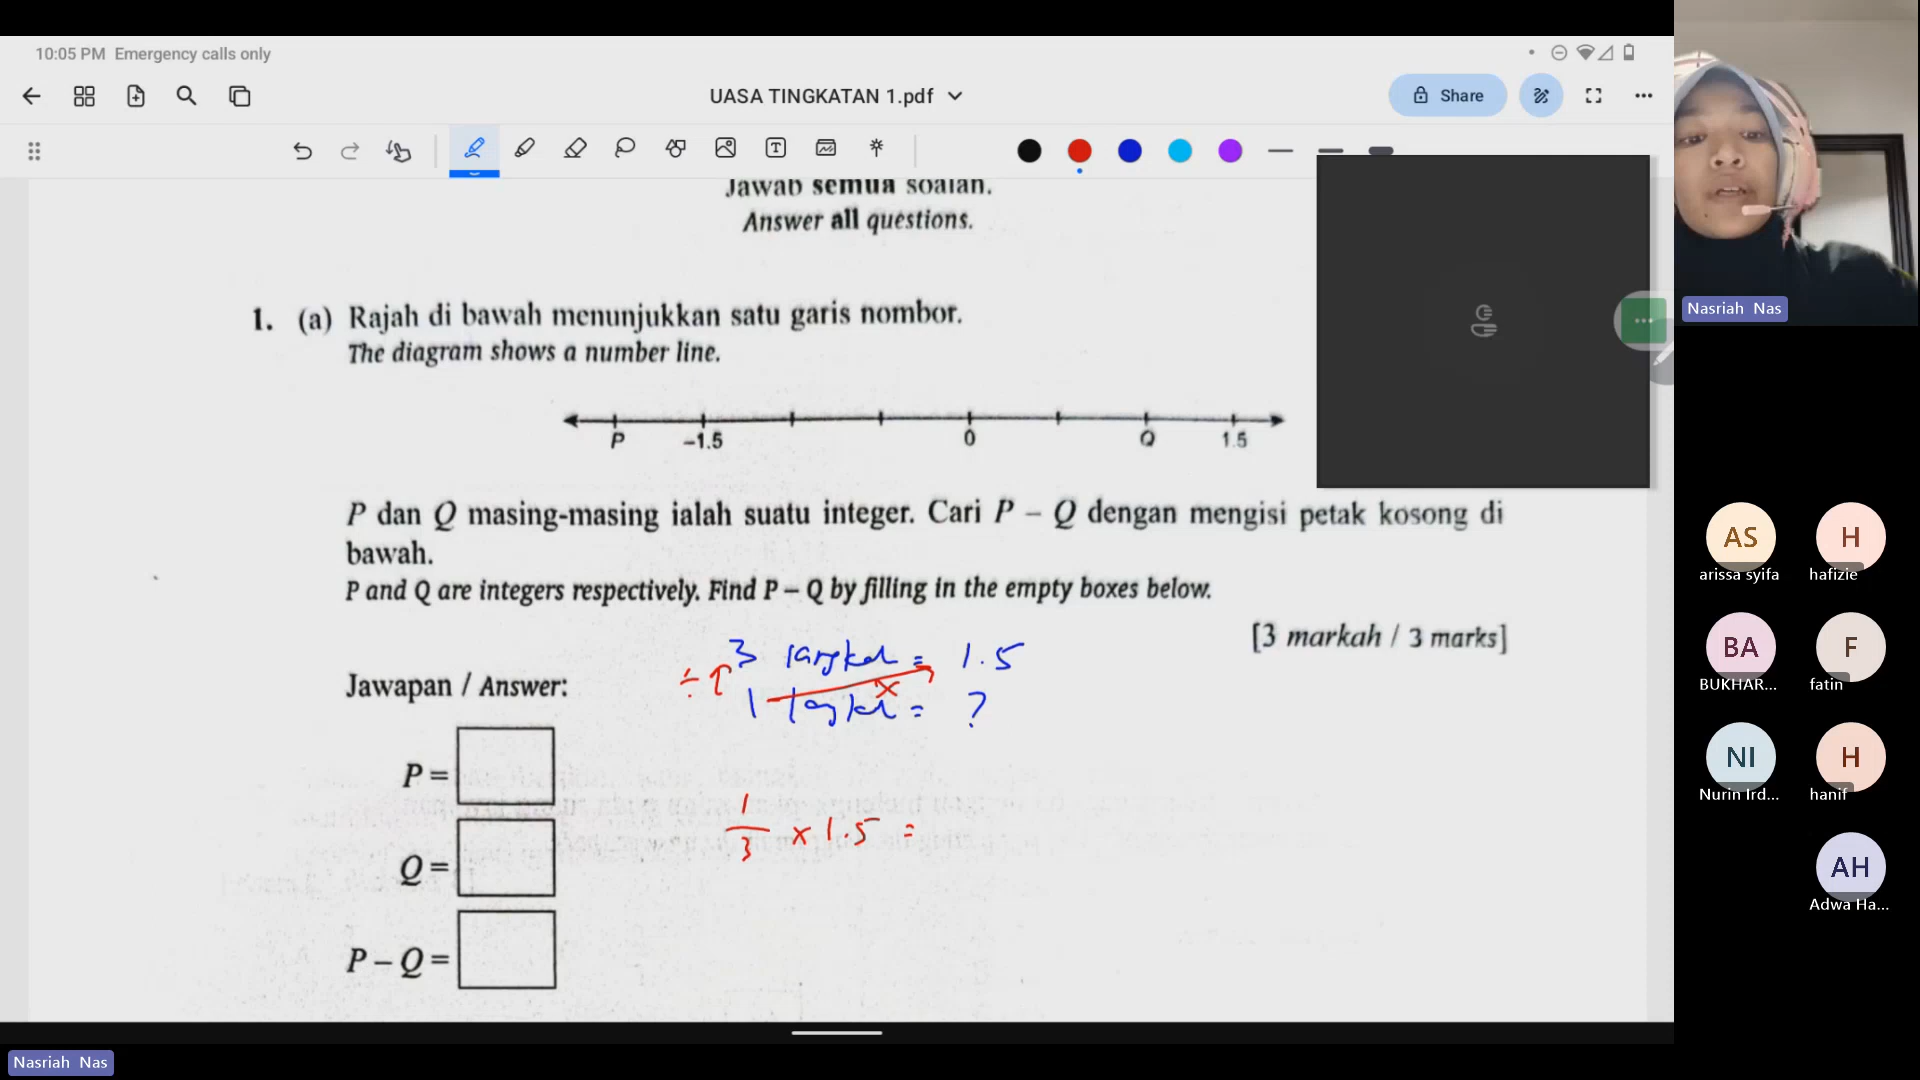 10:05 PM Emergency calls only
UASA TINGKATAN 1.pdf
Share
Jawab semua soalan.
Answer all questions.
1. (a) Rajah di bawah menunjukkan satu garis nombor.
The diagram shows a number line.
P -1.5 0 Q 1.5
P dan Q masing-masing ialah suatu integer. Cari P – Q dengan mengisi petak kosong di
bawah.
P and Q are integers respectively. Find P – Q by filling in the empty boxes below.
[3 markah / 3 marks]
Jawapan / Answer:
÷ 3 langkah = 1.5
1 langkah = ?
x
P =
1/3 x 1.5 =
Q =
P – Q =
Nasriah Nas
AS
arissa syifa
H
hafizie
BA
BUKHAR...
F
fatin
NI
Nurin Ird...
H
hanif
AH
Adwa Ha...
Nasriah Nas